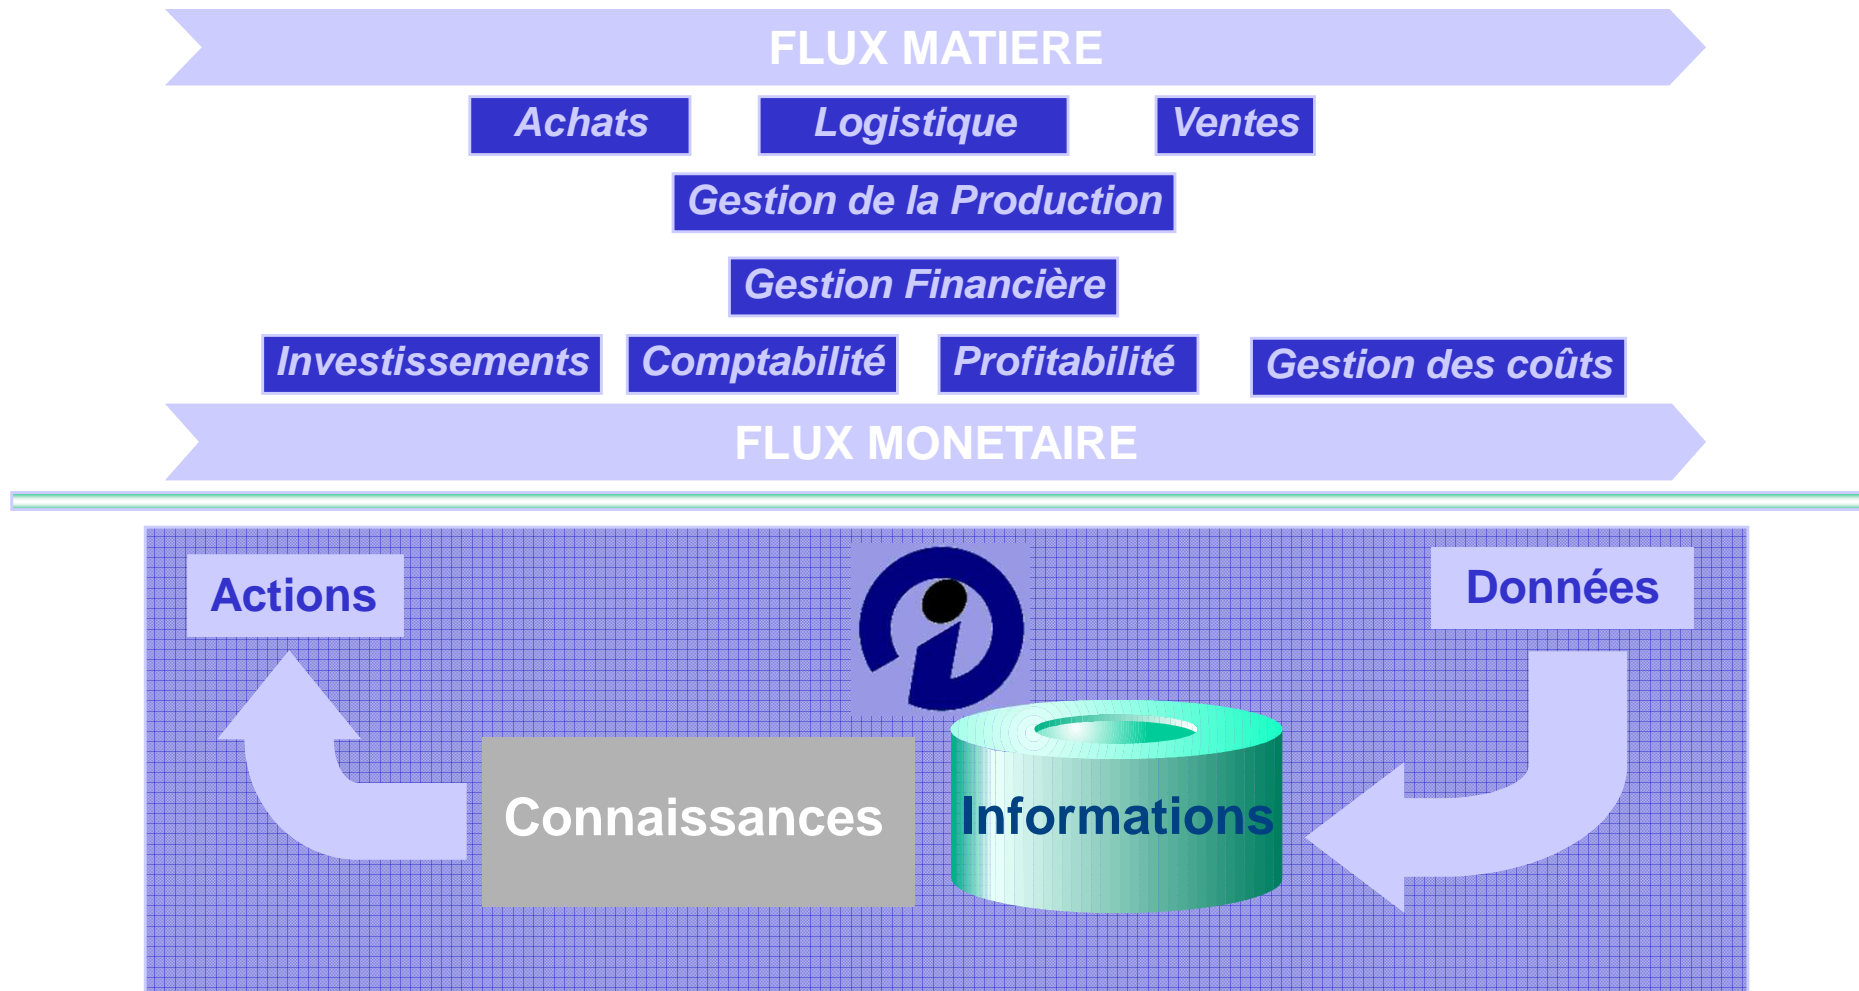 FLUX MATIERE
Achats
Logistique
Ventes
Gestion de la Production
Gestion Financière
Investissements
Comptabilité
Profitabilité
Gestion des coûts
FLUX MONETAIRE
Actions
Données
Connaissances
Informations